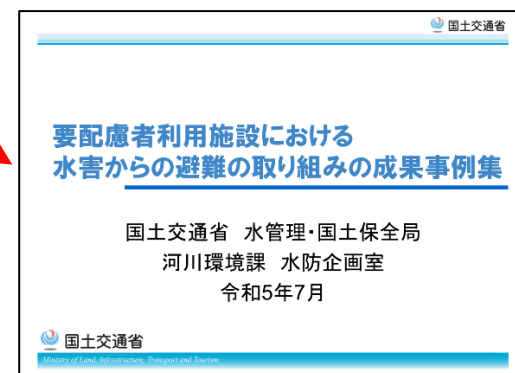 国土交通省
要配慮者利用施設における
水害からの避難の取り組みの成果事例集
国土交通省 水管理・国土保全局
河川環境課 水防企画室
令和5年7月
国土交通省
Ministry of Land, Infrastructure, Transport and Tourism